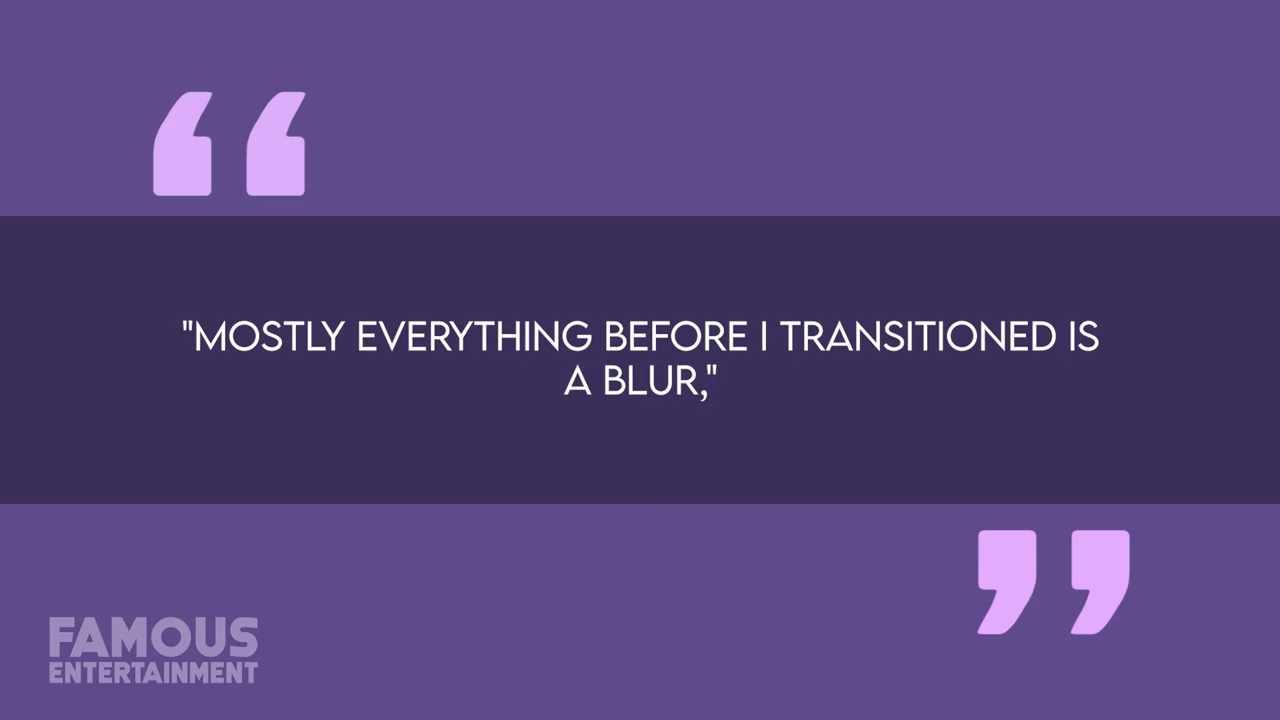 "MOSTLY EVERYTHING BEFORE I TRANSITIONED IS
A BLUR,"
FAMOUS
ENTERTAINMENT